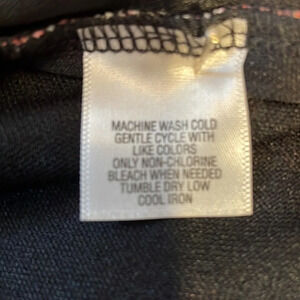 MACHINE WASH COLD
GENTLE CYCLE WITH
LIKE COLORS
ONLY NON-CHLORINE
BLEACH WHEN NEEDED
TUMBLE DRY LOW
COOL IRON